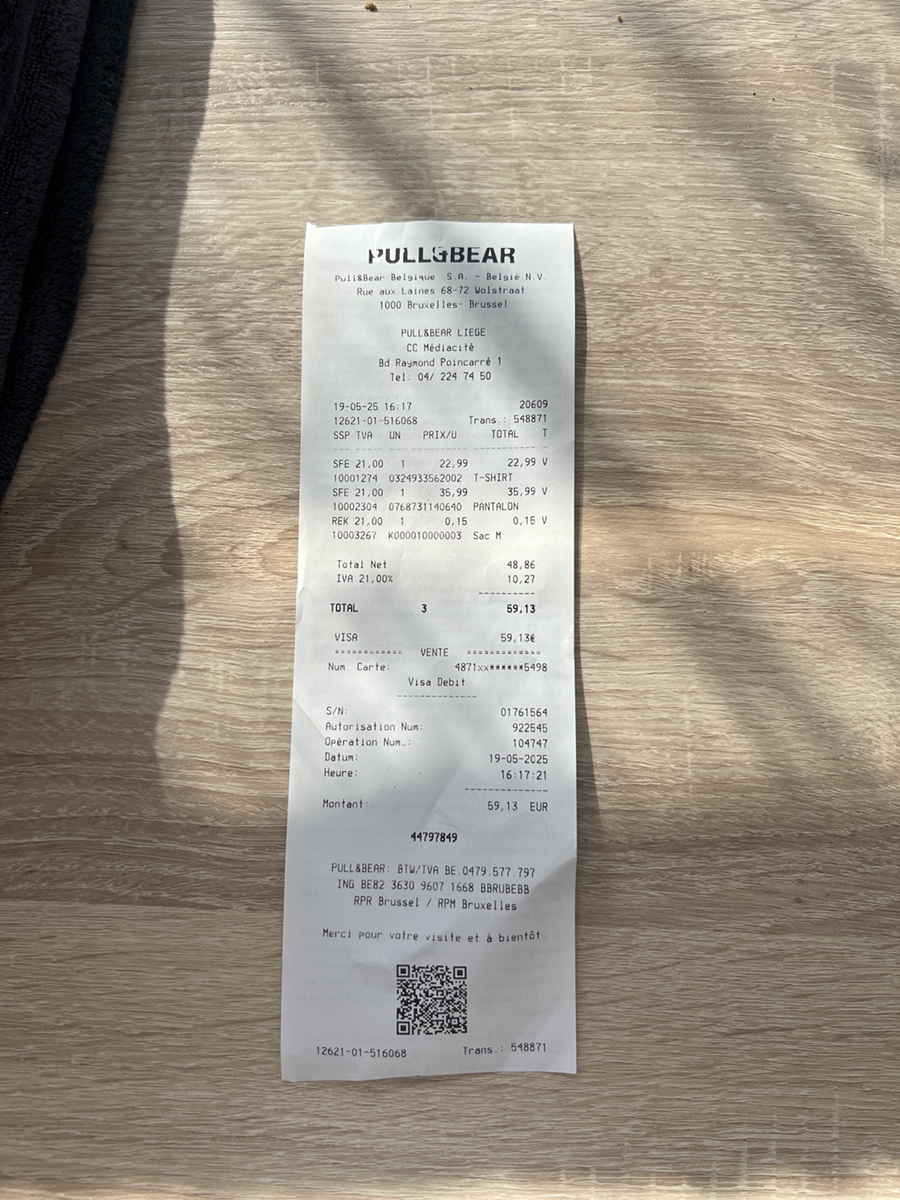 PULL&BEAR
Pull&Bear Belgique S.A. - België N.V.
Rue aux Laines 68-72 Wolstraat
1000 Bruxelles- Brussel
PULL&BEAR LIEGE
CC Médiacité
Bd Raymond Poincarré 1
Tel: 04/ 224 74 50
19-05-25 16:17 20609
12621-01-516068 Trans.: 548871
SSP TVA UN PRIX/U TOTAL T
SFE 21,00 1 22,99 22,99 V
10001274 0324933562002 T-SHIRT
SFE 21,00 1 35,99 35,99 V
10002304 0768731140640 PANTALON
REK 21,00 1 0,15 0,15 V
10003267 K000010000003 Sac M
Total Net 48,86
IVA 21,00% 10,27
----------
TOTAL 3 59,13
VISA 59,13€
============ VENTE =============
Num. Carte: 4871xx******5498
Visa Debit
--------------
S/N: 01761564
Autorisation Num: 922545
Opération Num.: 104747
Datum: 19-05-2025
Heure: 16:17:21
---------------
Montant: 59,13 EUR
44797849
PULL&BEAR: BTW/TVA BE.0479.577.797
ING BE82 3630 9607 1668 BBRUBEBB
RPR Brussel / RPM Bruxelles
Merci pour votre visite et à bientôt
12621-01-516068 Trans.: 548871